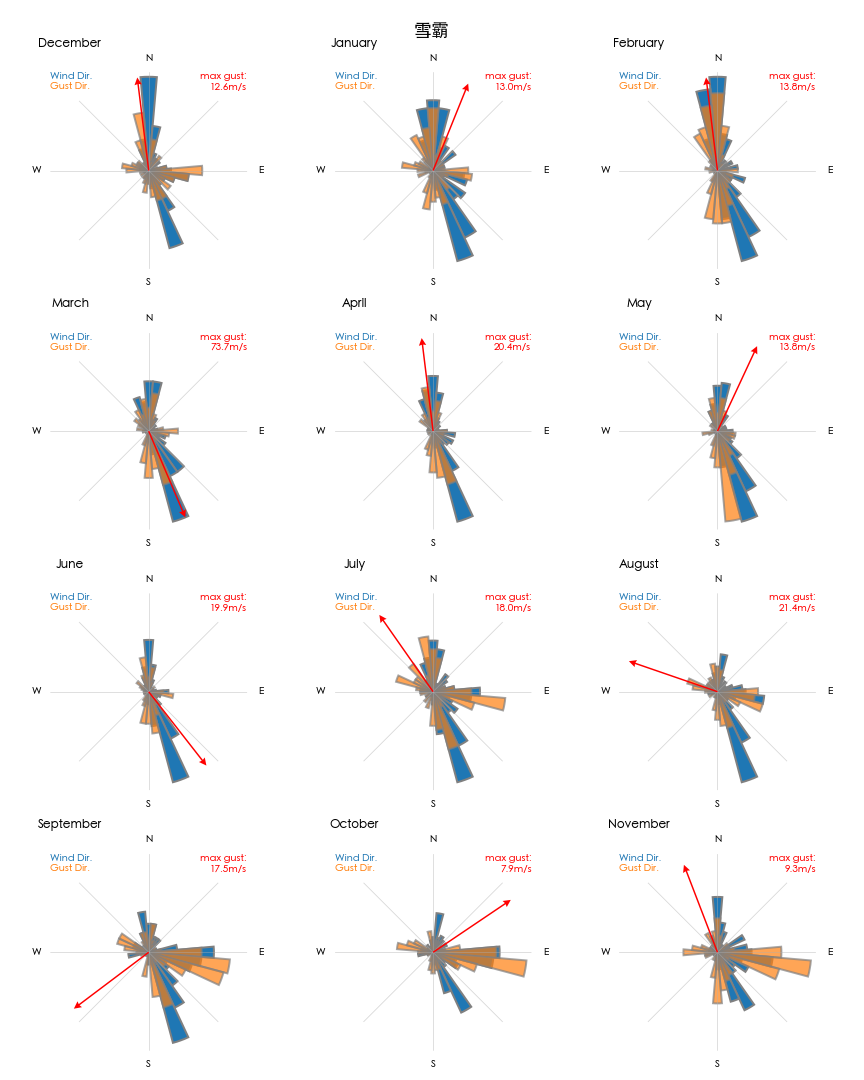 雪霸
December
N
Wind Dir.
Gust Dir.
max gust:
12.6m/s
W
E
S
January
N
Wind Dir.
Gust Dir.
max gust:
13.0m/s
W
E
S
February
N
Wind Dir.
Gust Dir.
max gust:
13.8m/s
W
E
S
March
N
Wind Dir.
Gust Dir.
max gust:
73.7m/s
W
E
S
April
N
Wind Dir.
Gust Dir.
max gust:
20.4m/s
W
E
S
May
N
Wind Dir.
Gust Dir.
max gust:
13.8m/s
W
E
S
June
N
Wind Dir.
Gust Dir.
max gust:
19.9m/s
W
E
S
July
N
Wind Dir.
Gust Dir.
max gust:
18.0m/s
W
E
S
August
N
Wind Dir.
Gust Dir.
max gust:
21.4m/s
W
E
S
September
N
Wind Dir.
Gust Dir.
max gust:
17.5m/s
W
E
S
October
N
Wind Dir.
Gust Dir.
max gust:
7.9m/s
W
E
S
November
N
Wind Dir.
Gust Dir.
max gust:
9.3m/s
W
E
S